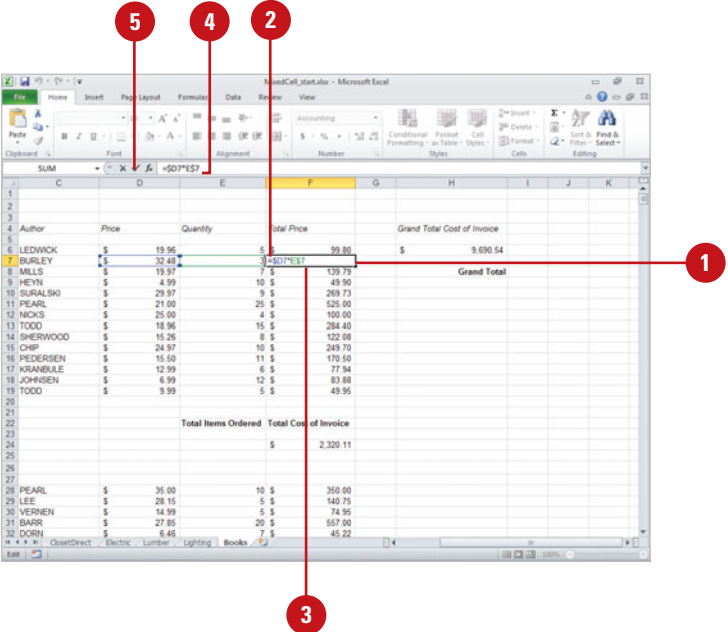 5 4 2
MixedCell_start.xlsx - Microsoft Excel
File Home Insert Page Layout Formulas Data Review View
Paste
B I U
Accounting
$ - % ,
Conditional Formatting Format as Table Cell Styles
Insert
Delete
Format
Sort & Filter Find & Select
Clipboard Font Alignment Number Styles Cells Editing
SUM =$D7*E$7
C D E F G H I J K
1
2
3
4 Author Price Quantity Total Price Grand Total Cost of Invoice
5
6 LEDWICK $ 19.96 5 $ 99.80 $ 9,690.54
7 BURLEY $ 32.48 3 =$D7*E$7
8 MILLS $ 19.97 7 $ 139.79 Grand Total
9 HEYN $ 4.99 10 $ 49.90
10 SURALSKI $ 29.97 9 $ 269.73
11 PEARL $ 21.00 25 $ 525.00
12 NICKS $ 25.00 4 $ 100.00
13 TODD $ 18.96 15 $ 284.40
14 SHERWOOD $ 15.26 8 $ 122.08
15 CHIP $ 24.97 10 $ 249.70
16 PEDERSEN $ 15.50 11 $ 170.50
17 KRANBULE $ 12.99 6 $ 77.94
18 JOHNSEN $ 6.99 12 $ 83.88
19 TODD $ 9.99 5 $ 49.95
20
21
22 Total Items Ordered Total Cost of Invoice
23
24 $ 2,320.11
25
26
27
28 PEARL $ 35.00 10 $ 350.00
29 LEE $ 28.15 5 $ 140.75
30 VERNEN $ 14.99 5 $ 74.95
31 BARR $ 27.85 20 $ 557.00
32 DORN $ 6.46 7 $ 45.22
ClosetDirect Electric Lumber Lighting Books
Edit 100%
1
3